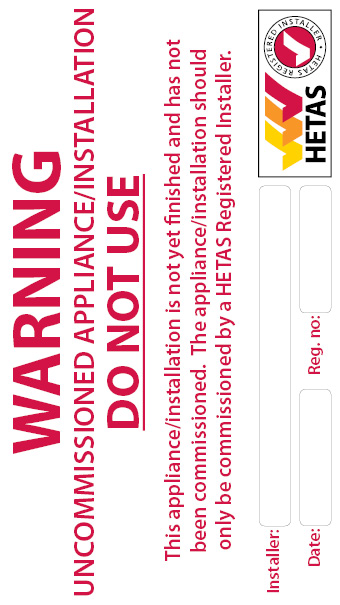 WARNING
UNCOMMISSIONED APPLIANCE/INSTALLATION
DO NOT USE
This appliance/installation is not yet finished and has not
been commissioned. The appliance/installation should
only be commissioned by a HETAS Registered Installer.
Installer:
Date: Reg. no:
HETAS
HETAS REGISTERED INSTALLER •